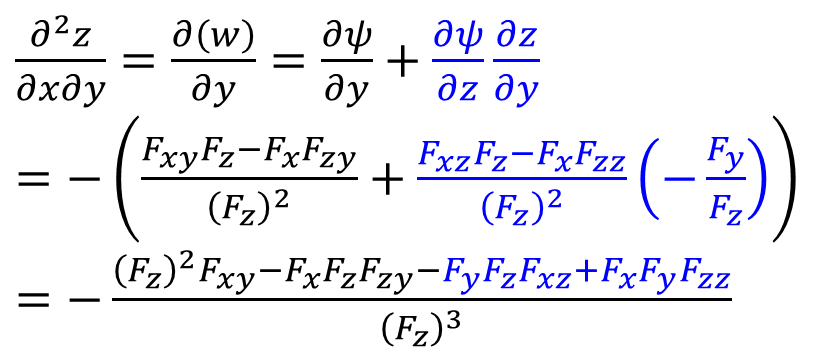 ∂²z/∂x∂y = ∂(w)/∂y = ∂ψ/∂y + ∂ψ/∂z ∂z/∂y
= −((F_xy F_z − F_x F_zy)/(F_z)² + (F_xz F_z − F_x F_zz)/(F_z)² (−F_y/F_z))
= −((F_z)² F_xy − F_x F_z F_zy − F_y F_z F_xz + F_x F_y F_zz)/(F_z)³